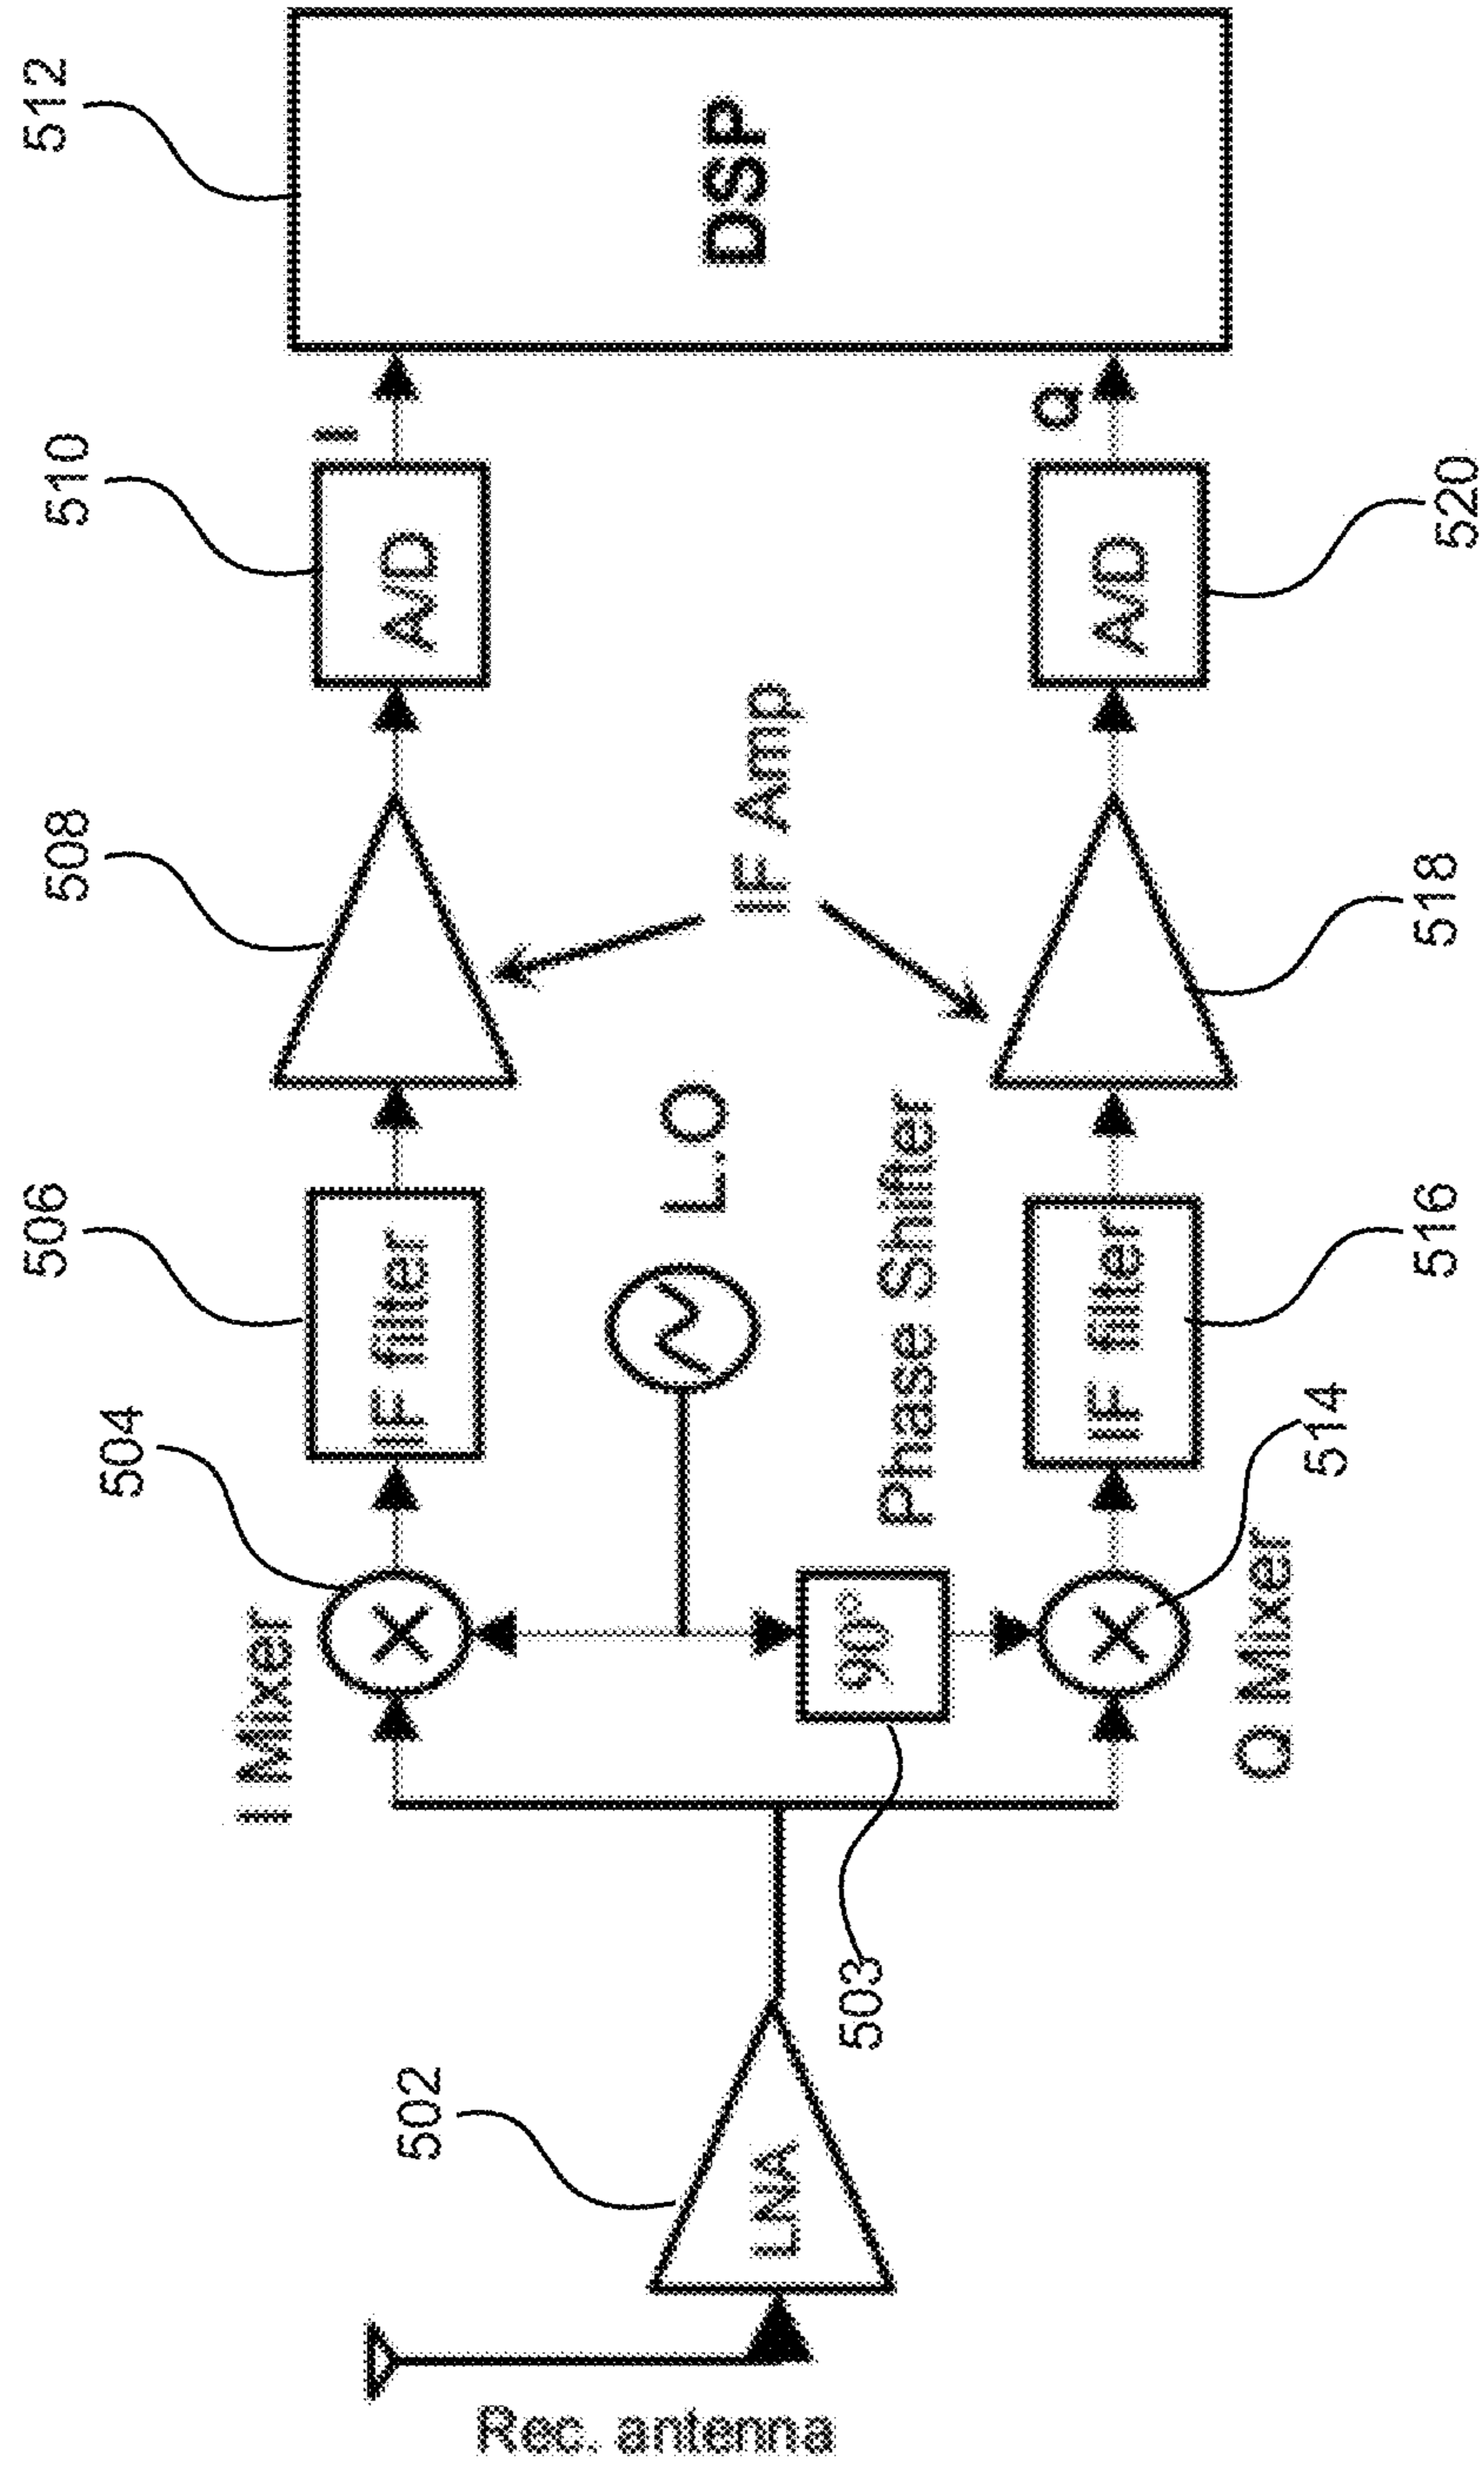 Rec. antenna
502
LNA
503
I Mixer
504
90°
Phase Shifter
L.O
Q Mixer
514
506
IF filter
516
IF filter
508
IF Amp
518
510
A/D
I
520
A/D
Q
512
DSP